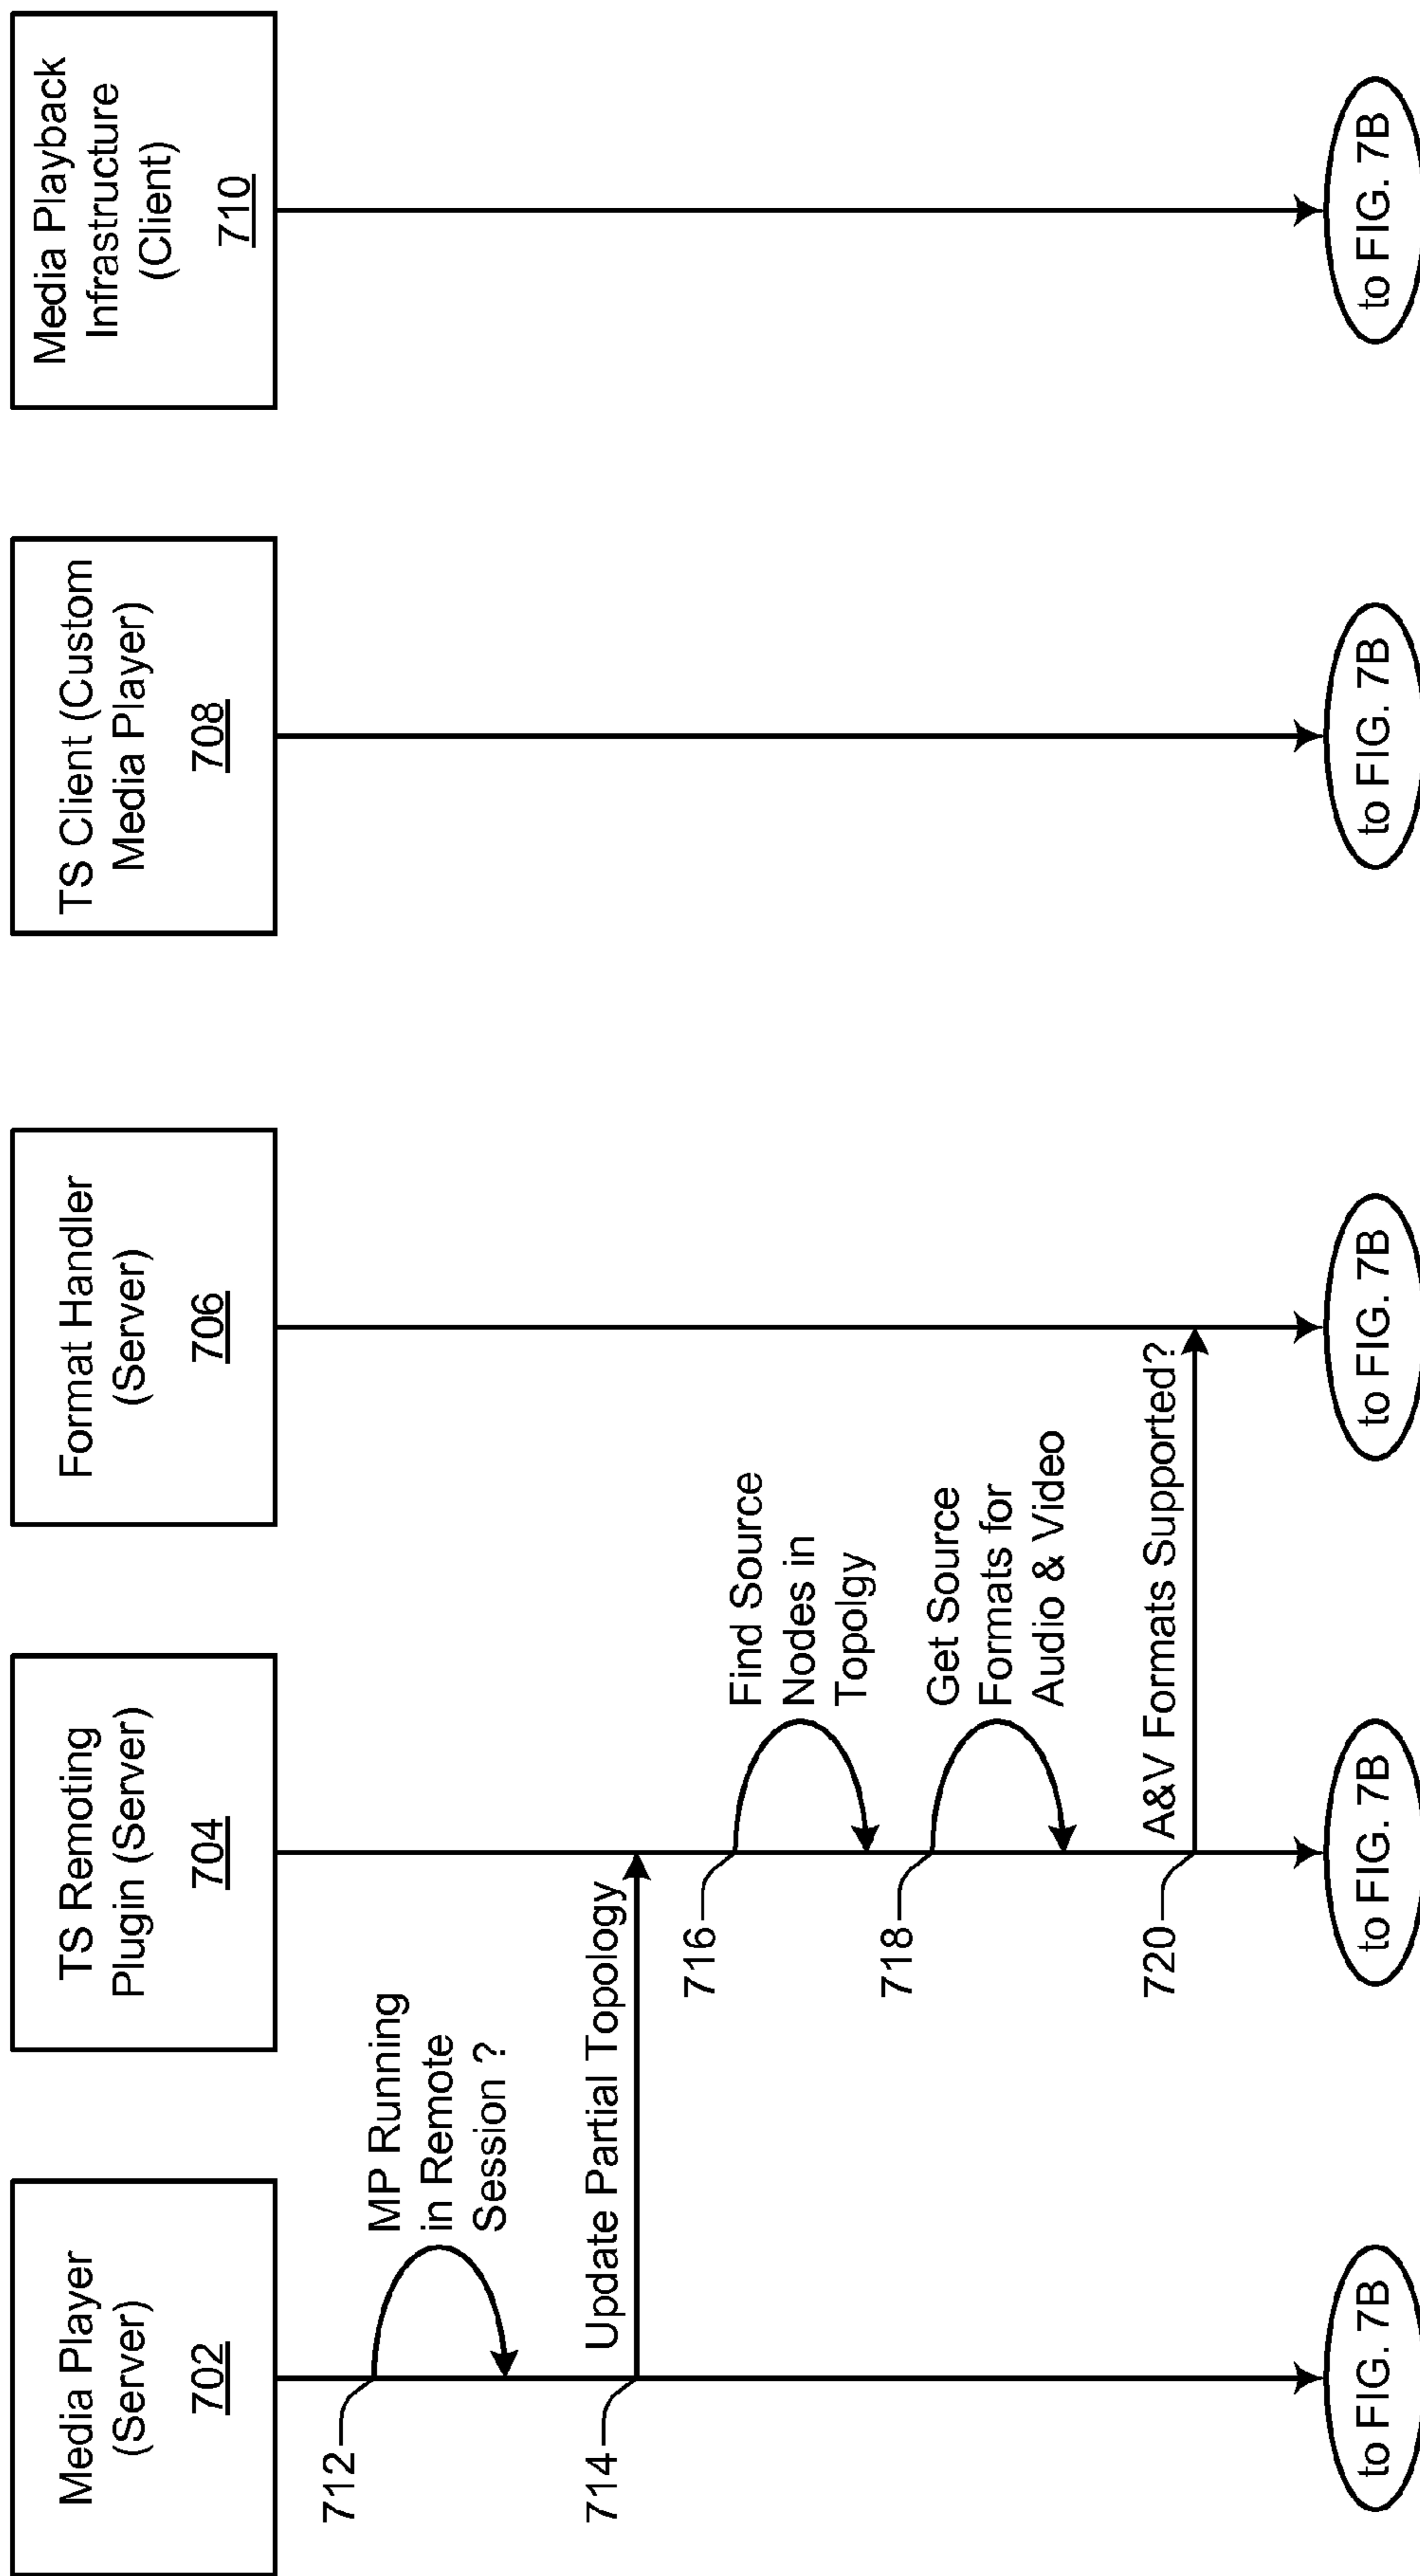 Media Player
(Server)
702
TS Remoting
Plugin (Server)
704
Format Handler
(Server)
706
TS Client (Custom
Media Player)
708
Media Playback
Infrastructure
(Client)
710
712
MP Running
in Remote
Session ?
714
Update Partial Topology
716
Find Source
Nodes in
Topolgy
718
Get Source
Formats for
Audio & Video
720
A&V Formats Supported?
to FIG. 7B
to FIG. 7B
to FIG. 7B
to FIG. 7B
to FIG. 7B